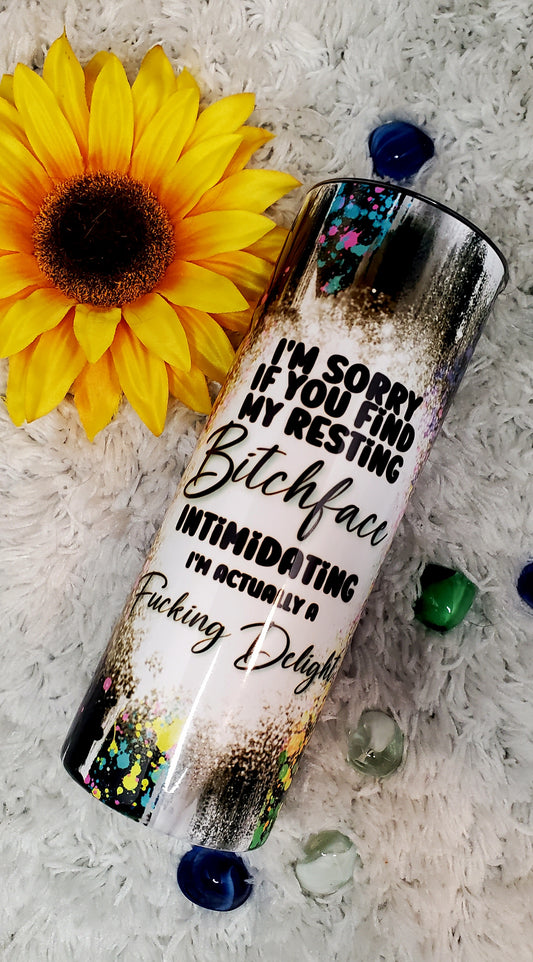 I'M SORRY
IF YOU FIND
MY RESTING
Bitchface
INTIMIDATING
I'M ACTUALLY A
Fucking Delight